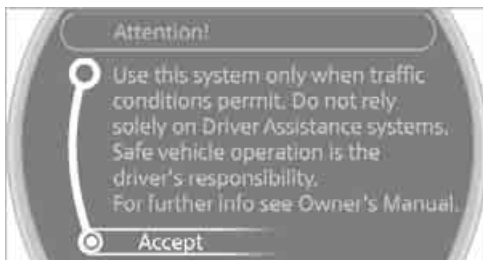 Attention!
Use this system only when traffic
conditions permit. Do not rely
solely on Driver Assistance systems.
Safe vehicle operation is the
driver's responsibility.
For further info see Owner's Manual.
Accept